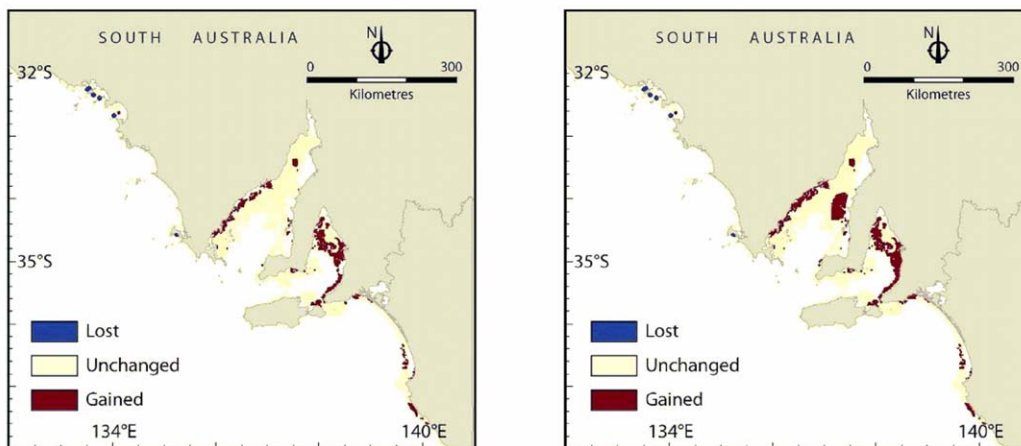 SOUTH AUSTRALIA
N
0 300
Kilometres
32°S
35°S
Lost
Unchanged
Gained
134°E 140°E
SOUTH AUSTRALIA
N
0 300
Kilometres
32°S
35°S
Lost
Unchanged
Gained
134°E 140°E